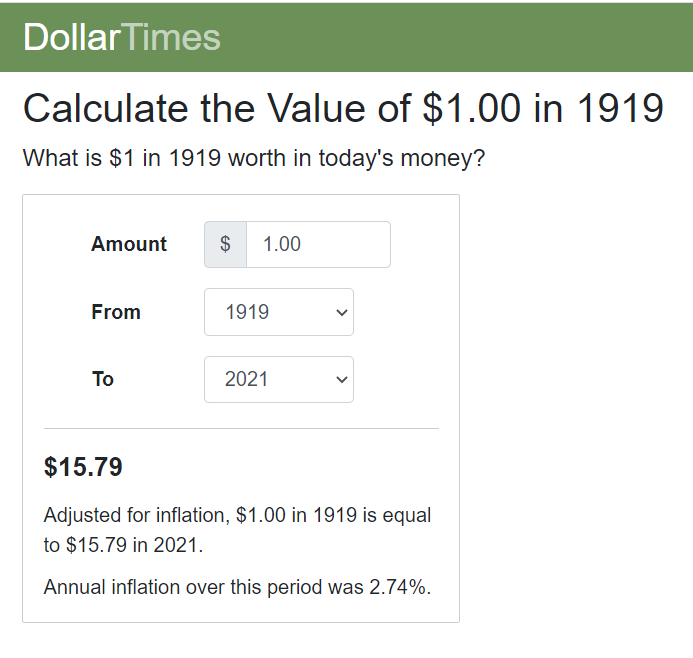 DollarTimes
Calculate the Value of $1.00 in 1919
What is $1 in 1919 worth in today's money?
Amount $ 1.00
From 1919
To 2021
$15.79
Adjusted for inflation, $1.00 in 1919 is equal
to $15.79 in 2021.
Annual inflation over this period was 2.74%.